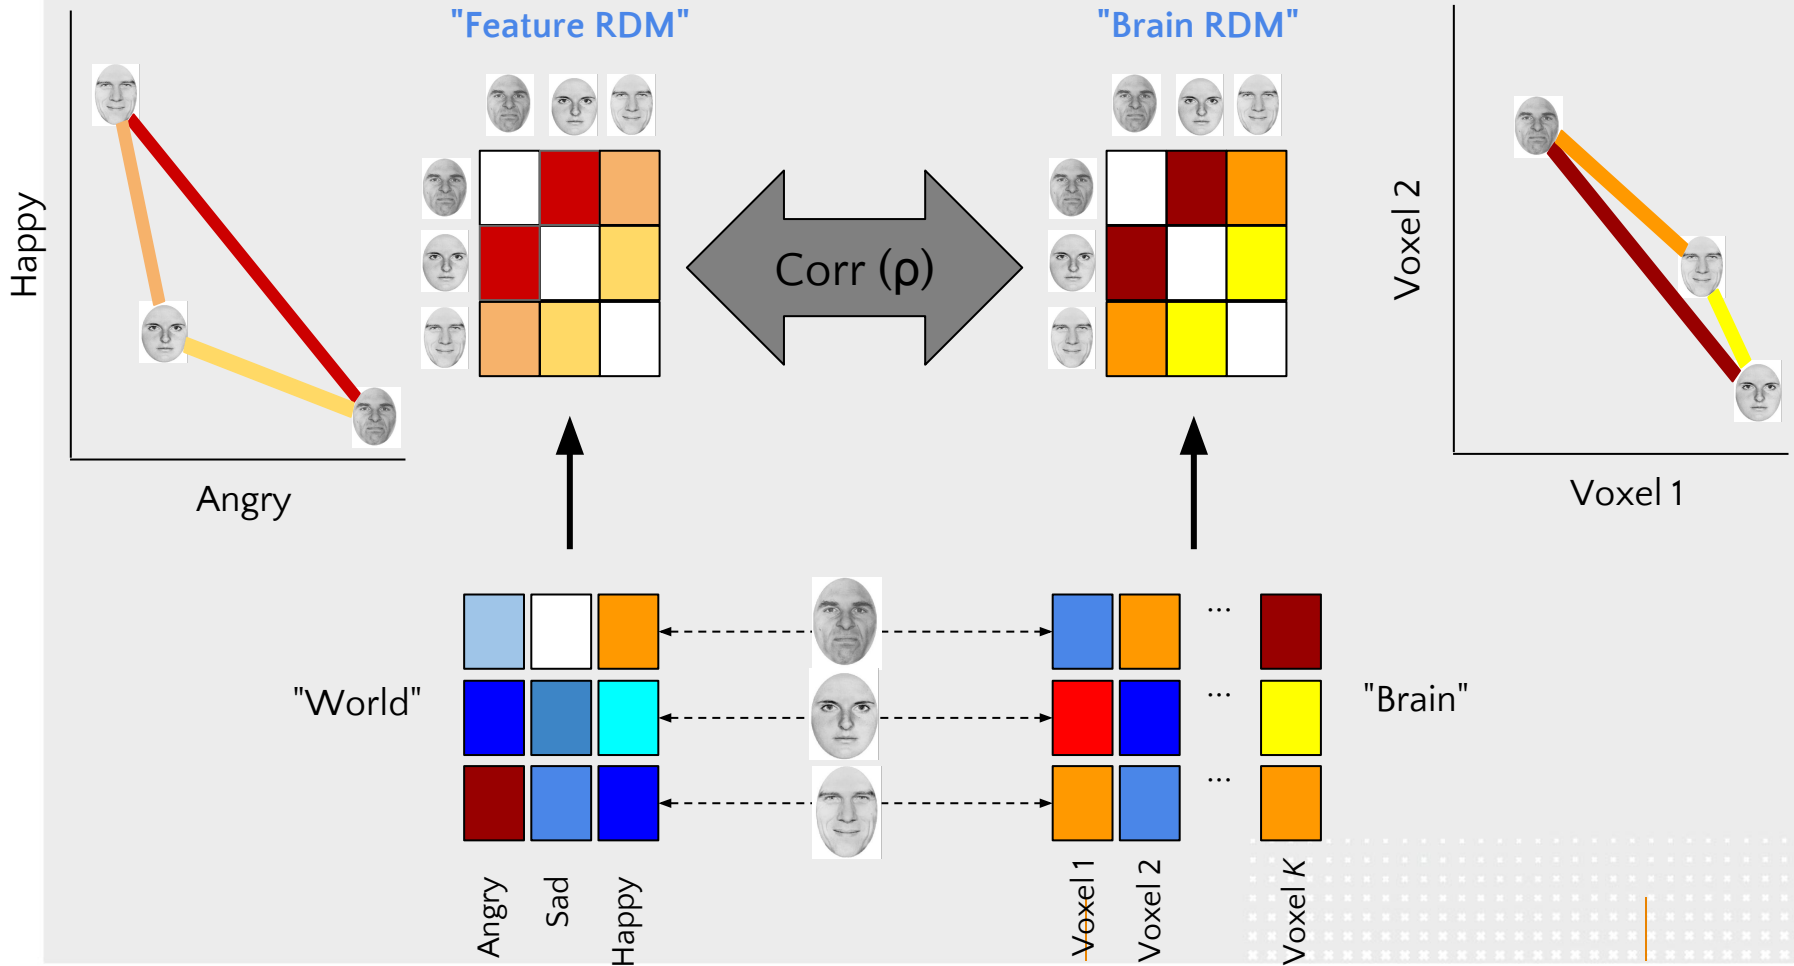 "Feature RDM"
"Brain RDM"
Happy
Angry
Corr (ρ)
Voxel 2
Voxel 1
"World"
"Brain"
...
...
...
Angry
Sad
Happy
Voxel 1
Voxel 2
Voxel K